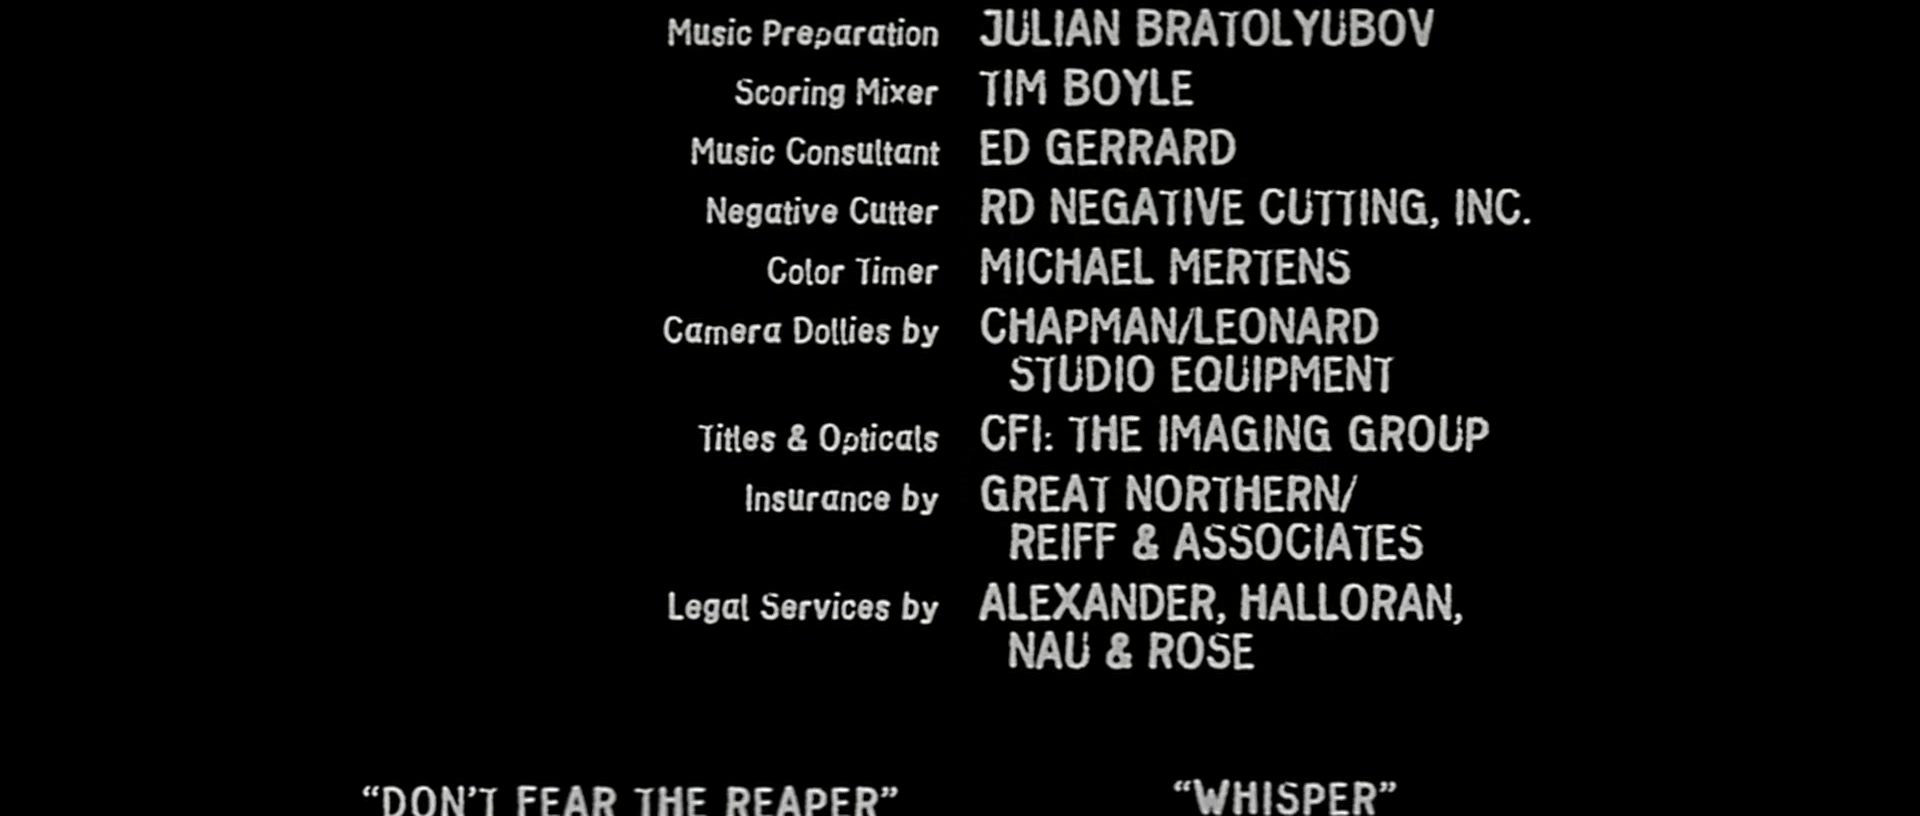 Music Preparation JULIAN BRATOLYUBOV
Scoring Mixer TIM BOYLE
Music Consultant ED GERRARD
Negative Cutter RD NEGATIVE CUTTING, INC.
Color Timer MICHAEL MERTENS
Camera Dollies by CHAPMAN/LEONARD
STUDIO EQUIPMENT
Titles & Opticals CFI: THE IMAGING GROUP
Insurance by GREAT NORTHERN/
REIFF & ASSOCIATES
Legal Services by ALEXANDER, HALLORAN,
NAU & ROSE
“DON’T FEAR THE REAPER” “WHISPER”